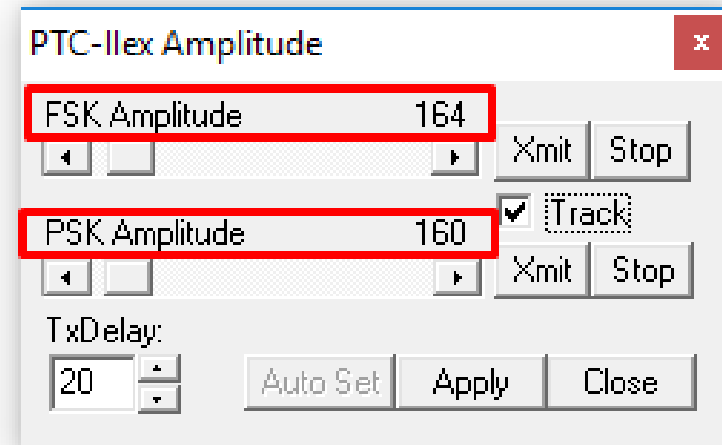 PTC-IIex Amplitude
x
FSK Amplitude 164
Xmit Stop
Track
PSK Amplitude 160
Xmit Stop
TxDelay:
20
Auto Set Apply Close